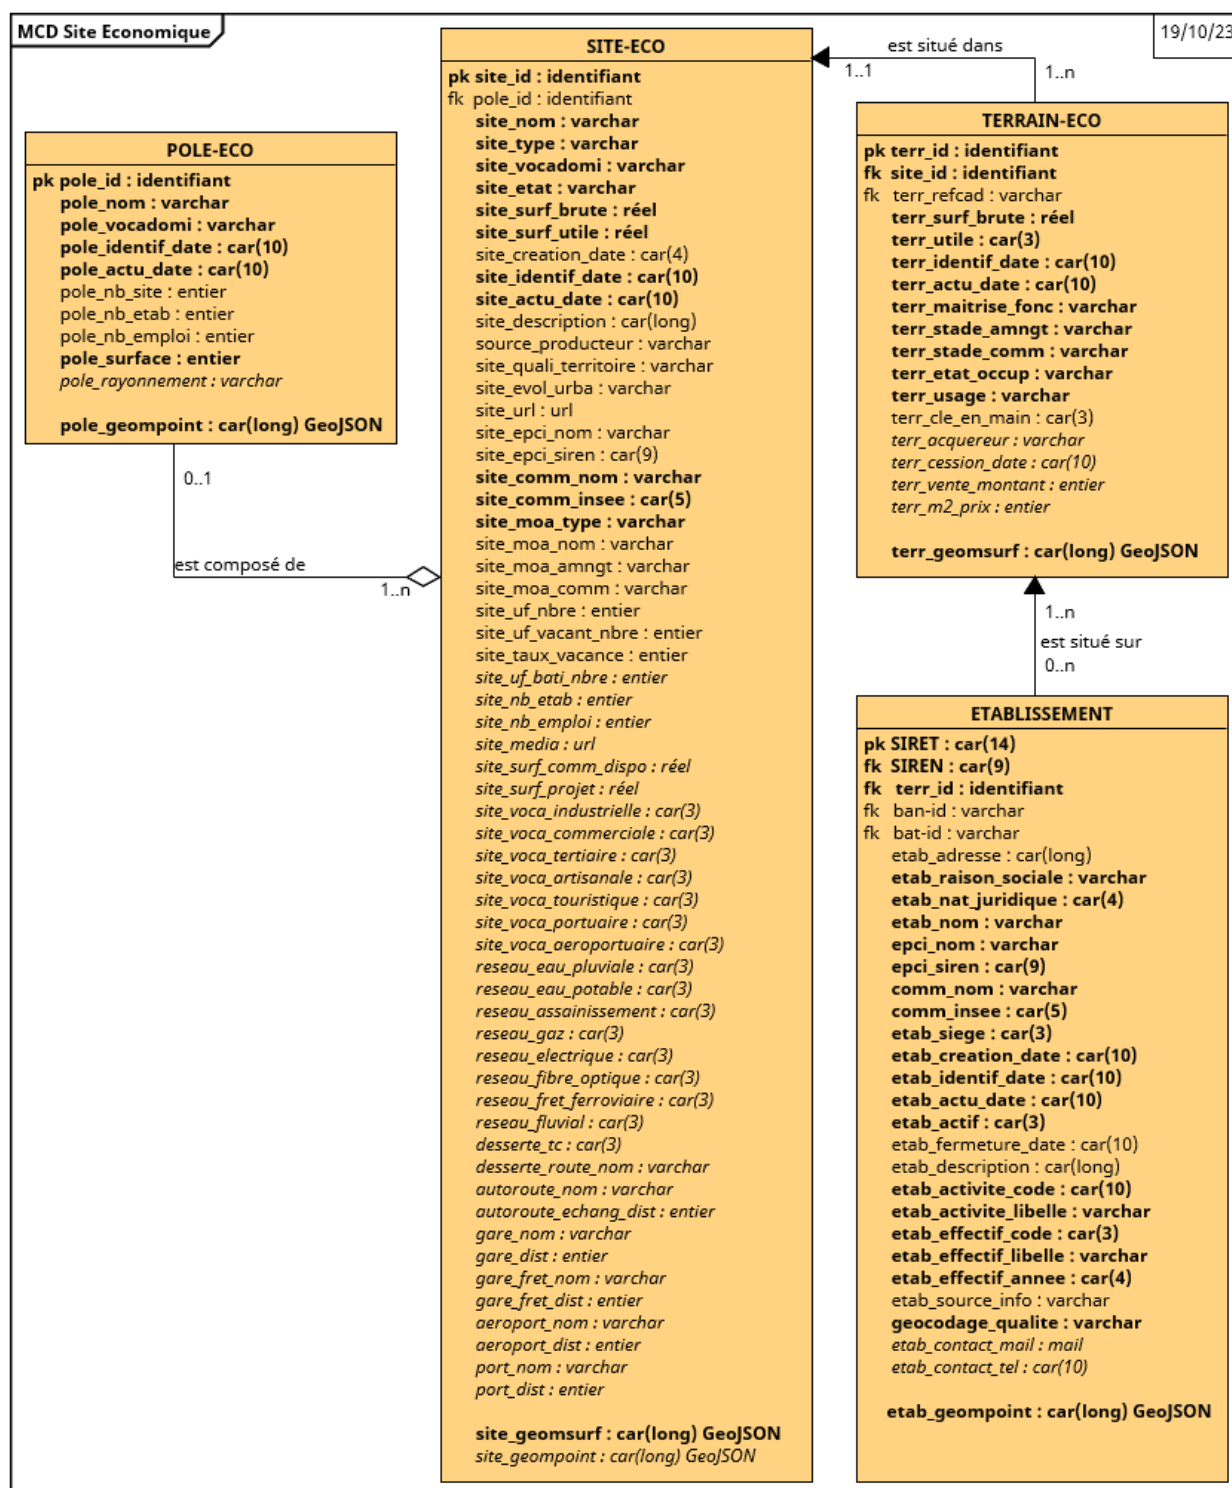 MCD Site Economique
19/10/23
POLE-ECO
pk pole_id : identifiant
pole_nom : varchar
pole_vocadomi : varchar
pole_identif_date : car(10)
pole_actu_date : car(10)
pole_nb_site : entier
pole_nb_etab : entier
pole_nb_emploi : entier
pole_surface : entier
pole_rayonnement : varchar
pole_geompoint : car(long) GeoJSON
0..1
est composé de
1..n
SITE-ECO
pk site_id : identifiant
fk pole_id : identifiant
site_nom : varchar
site_type : varchar
site_vocadomi : varchar
site_etat : varchar
site_surf_brute : réel
site_surf_utile : réel
site_creation_date : car(4)
site_identif_date : car(10)
site_actu_date : car(10)
site_description : car(long)
source_producteur : varchar
site_quali_territoire : varchar
site_evol_urba : varchar
site_url : url
site_epci_nom : varchar
site_epci_siren : car(9)
site_comm_nom : varchar
site_comm_insee : car(5)
site_moa_type : varchar
site_moa_nom : varchar
site_moa_amngt : varchar
site_moa_comm : varchar
site_uf_nbre : entier
site_uf_vacant_nbre : entier
site_taux_vacance : entier
site_uf_bati_nbre : entier
site_nb_etab : entier
site_nb_emploi : entier
site_media : url
site_surf_comm_dispo : réel
site_surf_projet : réel
site_voca_industrielle : car(3)
site_voca_commerciale : car(3)
site_voca_tertiaire : car(3)
site_voca_artisanale : car(3)
site_voca_touristique : car(3)
site_voca_portuaire : car(3)
site_voca_aeroportuaire : car(3)
reseau_eau_pluviale : car(3)
reseau_eau_potable : car(3)
reseau_assainissement : car(3)
reseau_gaz : car(3)
reseau_electrique : car(3)
reseau_fibre_optique : car(3)
reseau_fret_ferroviaire : car(3)
reseau_fluvial : car(3)
desserte_tc : car(3)
desserte_route_nom : varchar
autoroute_nom : varchar
autoroute_echang_dist : entier
gare_nom : varchar
gare_dist : entier
gare_fret_nom : varchar
gare_fret_dist : entier
aeroport_nom : varchar
aeroport_dist : entier
port_nom : varchar
port_dist : entier
site_geomsurf : car(long) GeoJSON
site_geompoint : car(long) GeoJSON
est situé dans
1..1
1..n
TERRAIN-ECO
pk terr_id : identifiant
fk site_id : identifiant
fk terr_refcad : varchar
terr_surf_brute : réel
terr_utile : car(3)
terr_identif_date : car(10)
terr_actu_date : car(10)
terr_maitrise_fonc : varchar
terr_stade_amngt : varchar
terr_stade_comm : varchar
terr_etat_occup : varchar
terr_usage : varchar
terr_cle_en_main : car(3)
terr_acquereur : varchar
terr_cession_date : car(10)
terr_vente_montant : entier
terr_m2_prix : entier
terr_geomsurf : car(long) GeoJSON
1..n
est situé sur
0..n
ETABLISSEMENT
pk SIRET : car(14)
fk SIREN : car(9)
fk terr_id : identifiant
fk ban-id : varchar
fk bat-id : varchar
etab_adresse : car(long)
etab_raison_sociale : varchar
etab_nat_juridique : car(4)
etab_nom : varchar
epci_nom : varchar
epci_siren : car(9)
comm_nom : varchar
comm_insee : car(5)
etab_siege : car(3)
etab_creation_date : car(10)
etab_identif_date : car(10)
etab_actu_date : car(10)
etab_actif : car(3)
etab_fermeture_date : car(10)
etab_description : car(long)
etab_activite_code : car(10)
etab_activite_libelle : varchar
etab_effectif_code : car(3)
etab_effectif_libelle : varchar
etab_effectif_annee : car(4)
etab_source_info : varchar
geocodage_qualite : varchar
etab_contact_mail : mail
etab_contact_tel : car(10)
etab_geompoint : car(long) GeoJSON